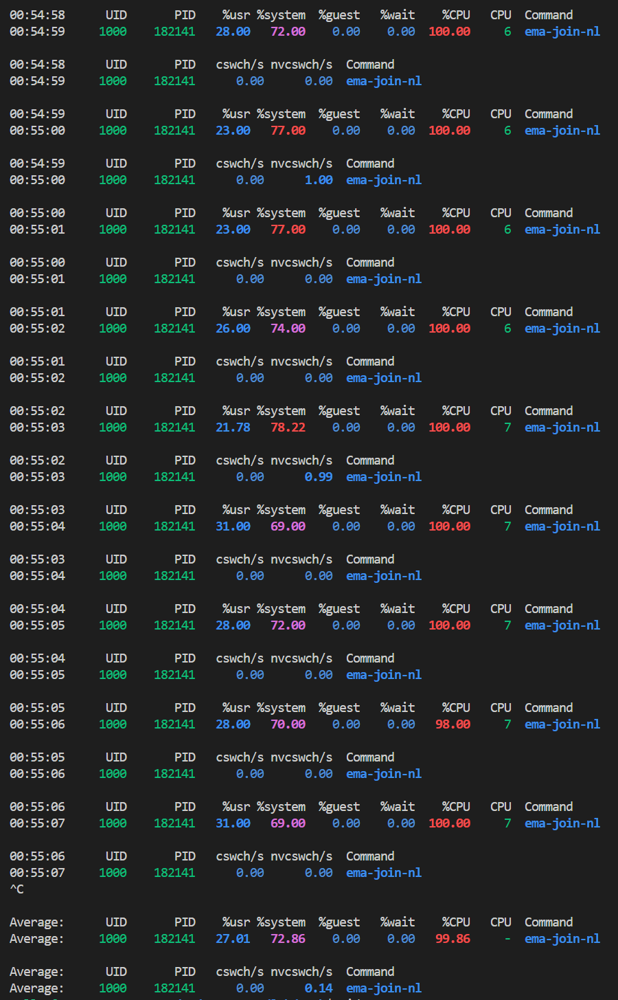 00:54:58      UID       PID    %usr %system  %guest   %wait    %CPU   CPU  Command
00:54:59     1000    182141   28.00   72.00    0.00    0.00  100.00     6  ema-join-nl
00:54:58      UID       PID   cswch/s nvcswch/s  Command
00:54:59     1000    182141      0.00      0.00  ema-join-nl
00:54:59      UID       PID    %usr %system  %guest   %wait    %CPU   CPU  Command
00:55:00     1000    182141   23.00   77.00    0.00    0.00  100.00     6  ema-join-nl
00:54:59      UID       PID   cswch/s nvcswch/s  Command
00:55:00     1000    182141      0.00      1.00  ema-join-nl
00:55:00      UID       PID    %usr %system  %guest   %wait    %CPU   CPU  Command
00:55:01     1000    182141   23.00   77.00    0.00    0.00  100.00     6  ema-join-nl
00:55:00      UID       PID   cswch/s nvcswch/s  Command
00:55:01     1000    182141      0.00      0.00  ema-join-nl
00:55:01      UID       PID    %usr %system  %guest   %wait    %CPU   CPU  Command
00:55:02     1000    182141   26.00   74.00    0.00    0.00  100.00     6  ema-join-nl
00:55:01      UID       PID   cswch/s nvcswch/s  Command
00:55:02     1000    182141      0.00      0.00  ema-join-nl
00:55:02      UID       PID    %usr %system  %guest   %wait    %CPU   CPU  Command
00:55:03     1000    182141   21.78   78.22    0.00    0.00  100.00     7  ema-join-nl
00:55:02      UID       PID   cswch/s nvcswch/s  Command
00:55:03     1000    182141      0.00      0.99  ema-join-nl
00:55:03      UID       PID    %usr %system  %guest   %wait    %CPU   CPU  Command
00:55:04     1000    182141   31.00   69.00    0.00    0.00  100.00     7  ema-join-nl
00:55:03      UID       PID   cswch/s nvcswch/s  Command
00:55:04     1000    182141      0.00      0.00  ema-join-nl
00:55:04      UID       PID    %usr %system  %guest   %wait    %CPU   CPU  Command
00:55:05     1000    182141   28.00   72.00    0.00    0.00  100.00     7  ema-join-nl
00:55:04      UID       PID   cswch/s nvcswch/s  Command
00:55:05     1000    182141      0.00      0.00  ema-join-nl
00:55:05      UID       PID    %usr %system  %guest   %wait    %CPU   CPU  Command
00:55:06     1000    182141   28.00   70.00    0.00    0.00   98.00     7  ema-join-nl
00:55:05      UID       PID   cswch/s nvcswch/s  Command
00:55:06     1000    182141      0.00      0.00  ema-join-nl
00:55:06      UID       PID    %usr %system  %guest   %wait    %CPU   CPU  Command
00:55:07     1000    182141   31.00   69.00    0.00    0.00  100.00     7  ema-join-nl
00:55:06      UID       PID   cswch/s nvcswch/s  Command
00:55:07     1000    182141      0.00      0.00  ema-join-nl
^C
Average:      UID       PID    %usr %system  %guest   %wait    %CPU   CPU  Command
Average:     1000    182141   27.01   72.86    0.00    0.00   99.86     -  ema-join-nl
Average:      UID       PID   cswch/s nvcswch/s  Command
Average:     1000    182141      0.00      0.14  ema-join-nl